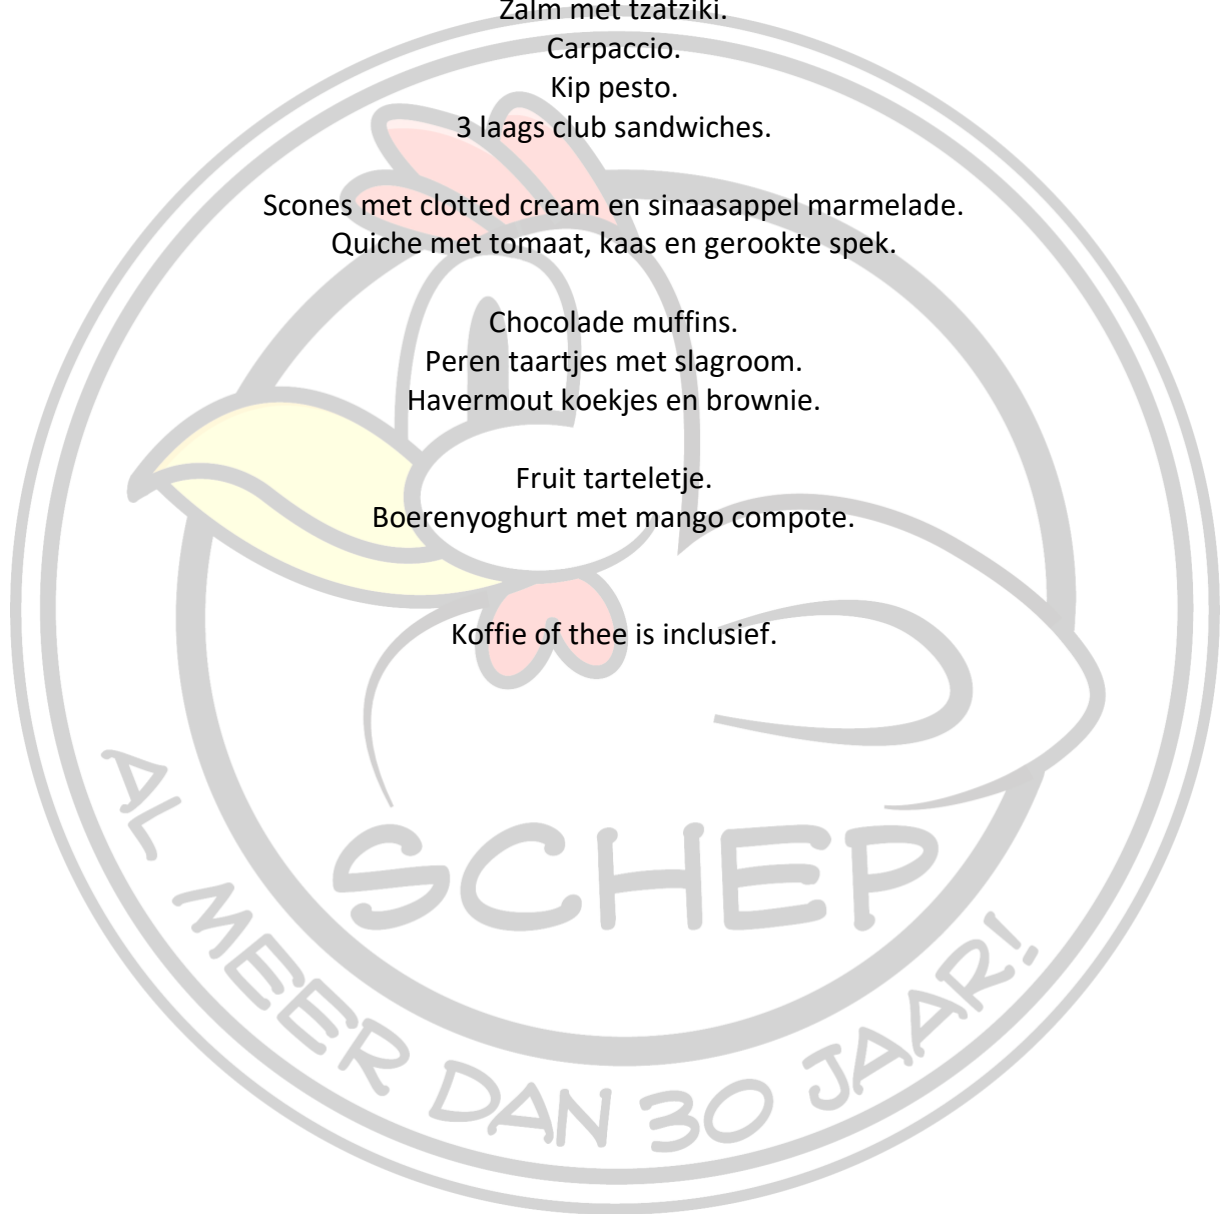 Zalm met tzatziki.
Carpaccio.
Kip pesto.
3 laags club sandwiches.
Scones met clotted cream en sinaasappel marmelade.
Quiche met tomaat, kaas en gerookte spek.
Chocolade muffins.
Peren taartjes met slagroom.
Havermout koekjes en brownie.
Fruit tarteletje.
Boerenyoghurt met mango compote.
Koffie of thee is inclusief.
SCHEP
AL MEER DAN 30 JAAR!